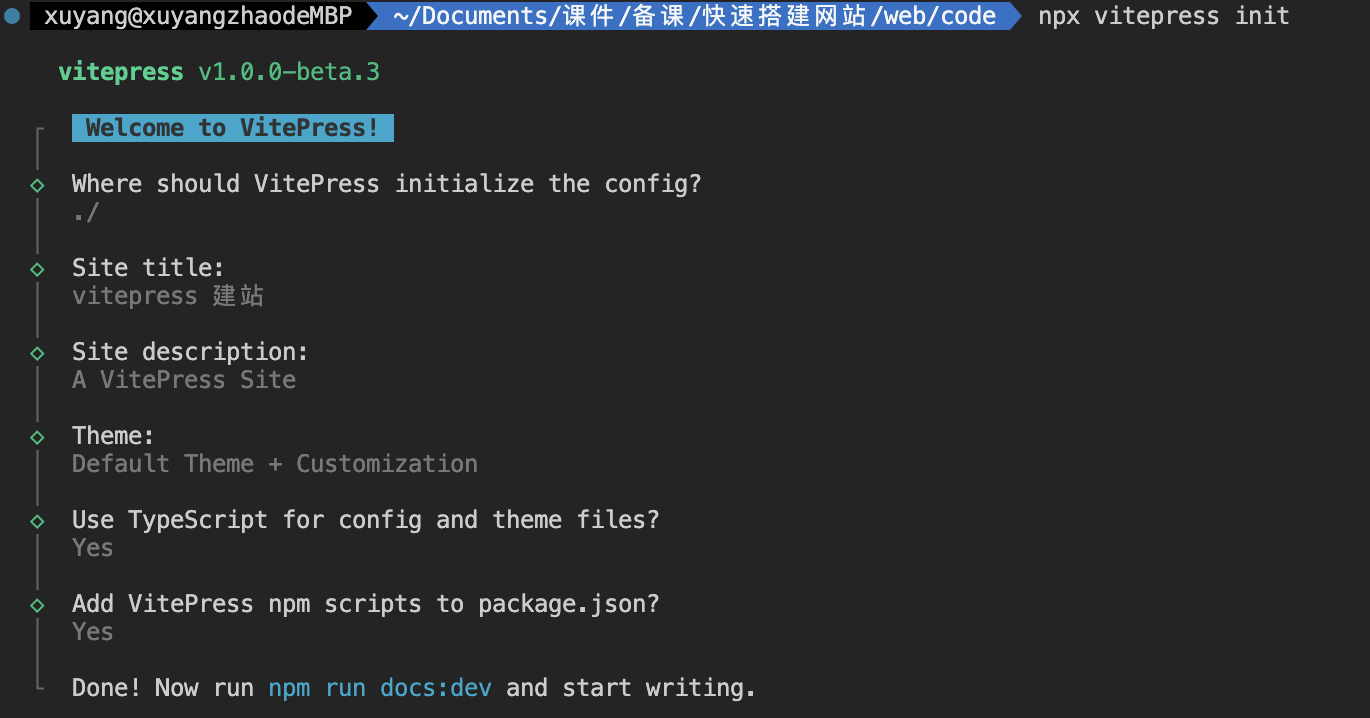 xuyang@xuyangzhaodeMBP ~/Documents/课件/备课/快速搭建网站/web/code npx vitepress init
vitepress v1.0.0-beta.3
Welcome to VitePress!
Where should VitePress initialize the config?
./
Site title:
vitepress 建站
Site description:
A VitePress Site
Theme:
Default Theme + Customization
Use TypeScript for config and theme files?
Yes
Add VitePress npm scripts to package.json?
Yes
Done! Now run npm run docs:dev and start writing.